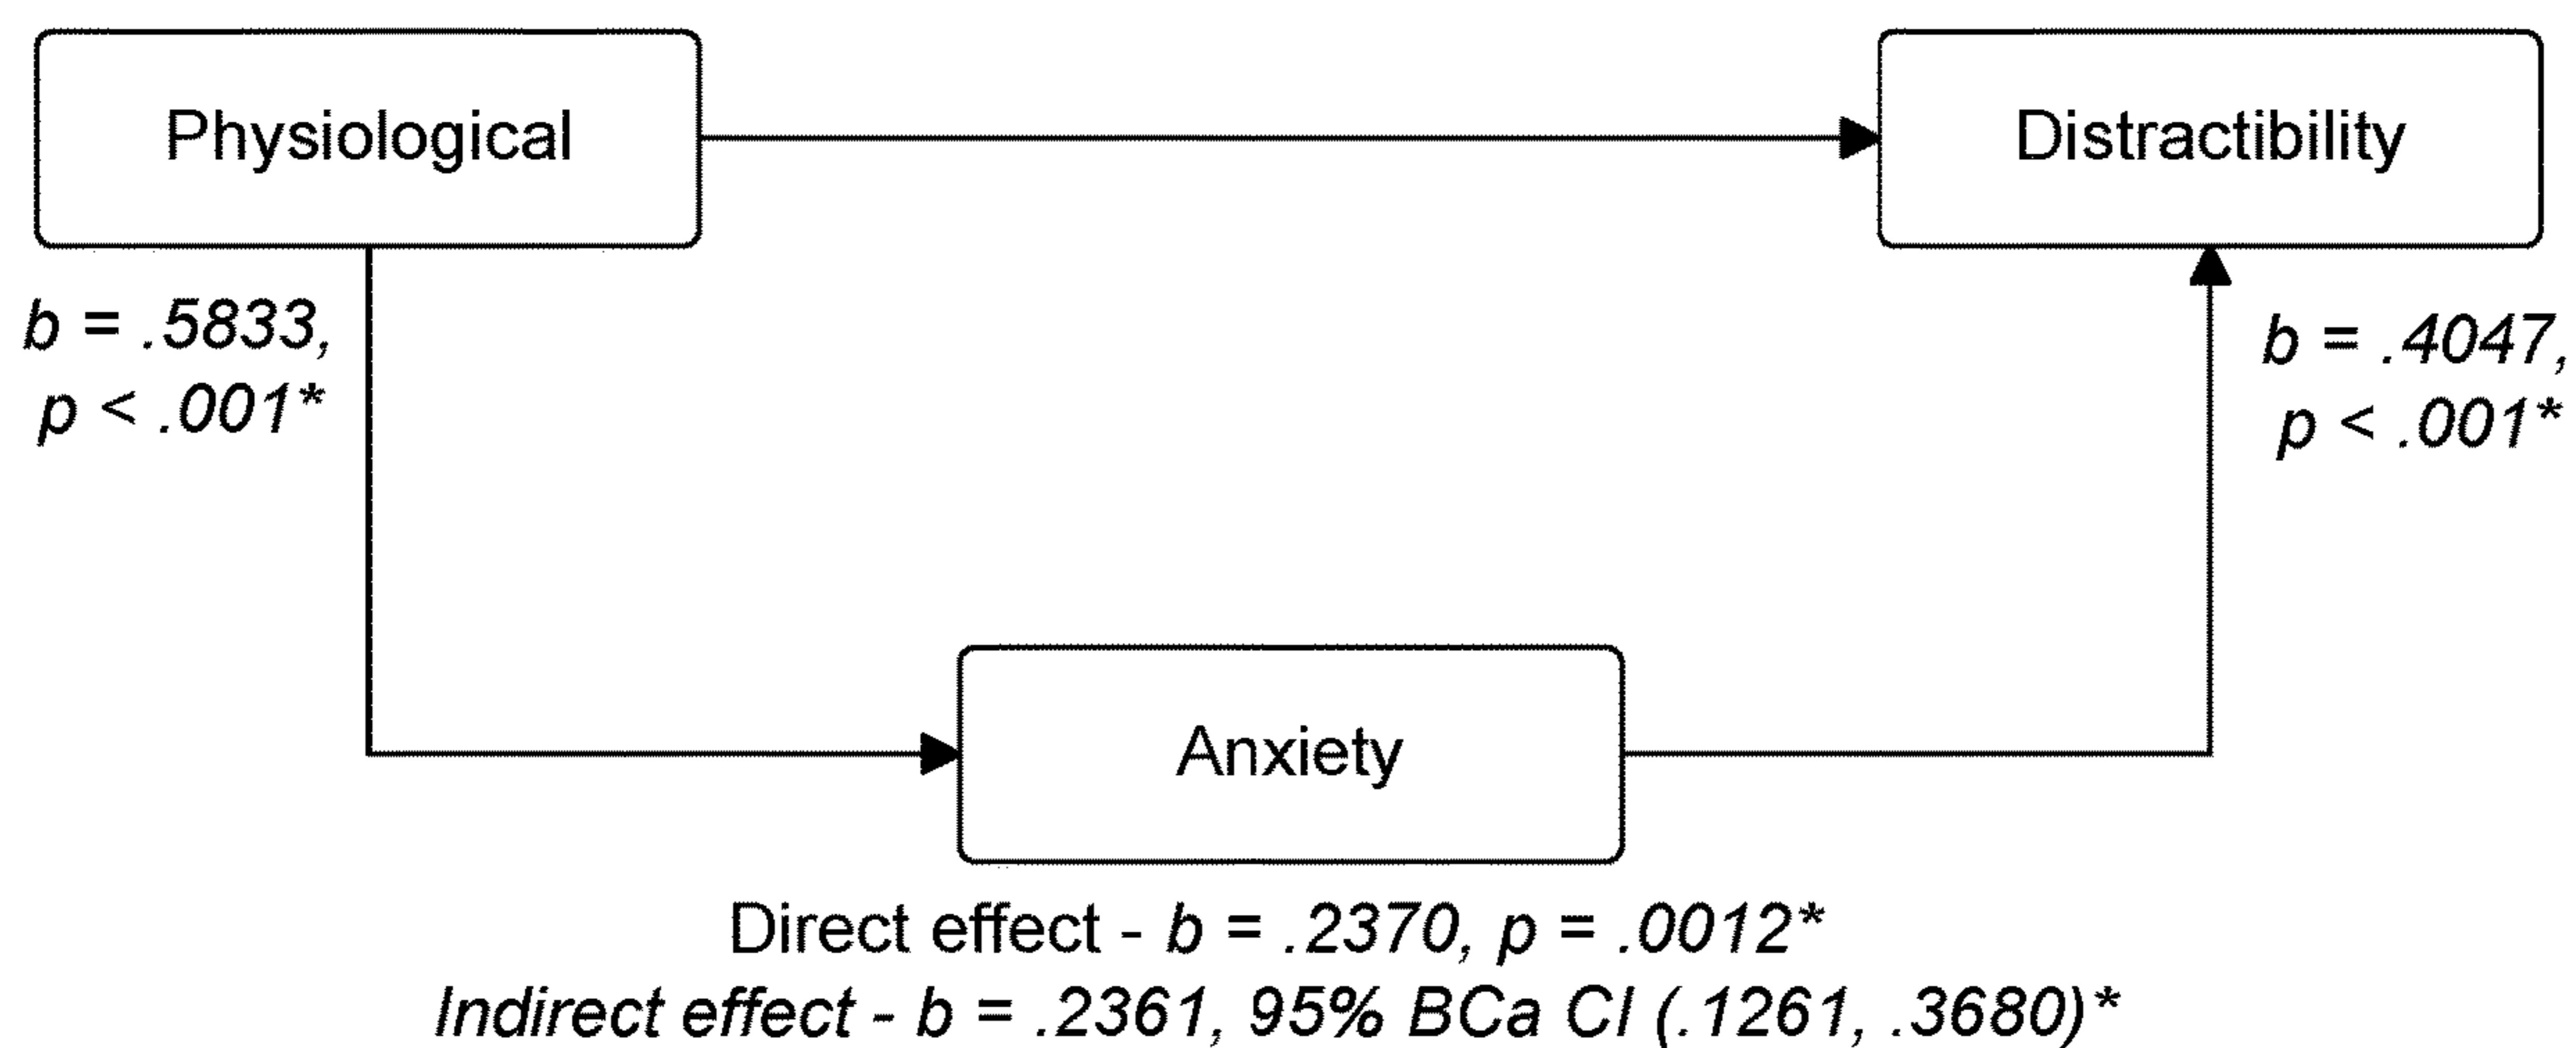 Physiological
Distractibility
b = .5833,
p < .001*
b = .4047,
p < .001*
Anxiety
Direct effect - b = .2370, p = .0012*
Indirect effect - b = .2361, 95% BCa CI (.1261, .3680)*